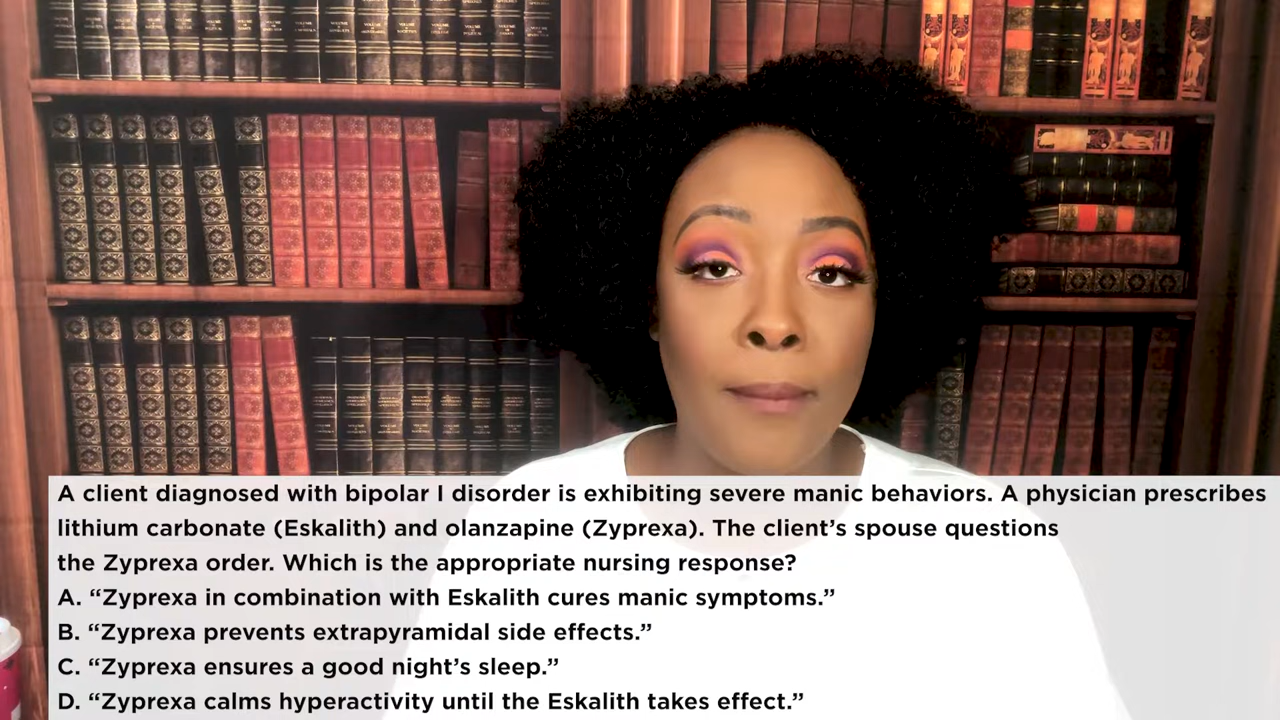 A client diagnosed with bipolar I disorder is exhibiting severe manic behaviors. A physician prescribes
lithium carbonate (Eskalith) and olanzapine (Zyprexa). The client’s spouse questions
the Zyprexa order. Which is the appropriate nursing response?
A. “Zyprexa in combination with Eskalith cures manic symptoms.”
B. “Zyprexa prevents extrapyramidal side effects.”
C. “Zyprexa ensures a good night’s sleep.”
D. “Zyprexa calms hyperactivity until the Eskalith takes effect.”